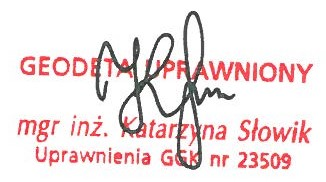 GEODETA UPRAWNIONY
mgr inż. Katarzyna Słowik
Uprawnienia GGK nr 23509